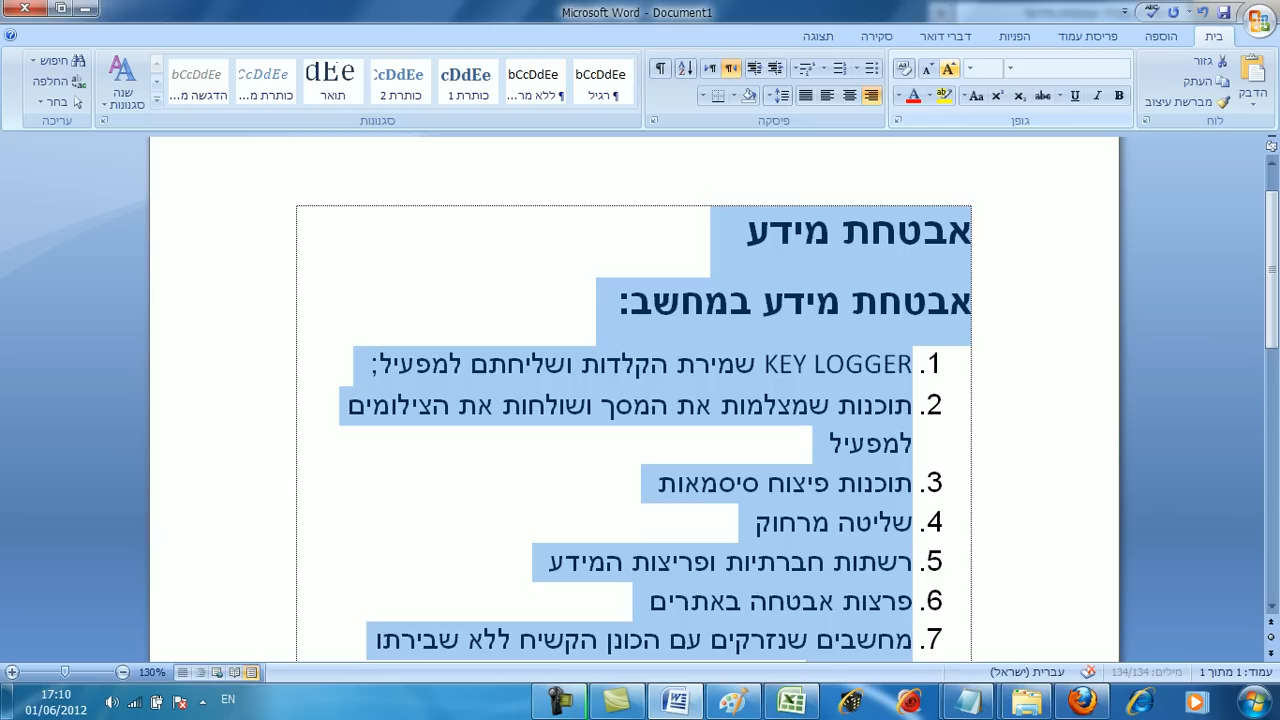 Microsoft Word - Document1
בית
הוספה
פריסת עמוד
הפניות
דברי דואר
סקירה
תצוגה
הדבק
גזור
העתק
מברשת עיצוב
לוח
גופן
פיסקה
AaBbCcDdEe
¶ רגיל
¶ ללא מר...
כותרת 1
כותרת 2
תואר
כותרת מ...
הדגשה מ...
שנה סגנונות
סגנונות
חיפוש
החלפה
בחר
עריכה
אבטחת מידע
אבטחת מידע במחשב:
1. KEY LOGGER שמירת הקלדות ושליחתם למפעיל;
2. תוכנות שמצלמות את המסך ושולחות את הצילומים
למפעיל
3. תוכנות פיצוח סיסמאות
4. שליטה מרחוק
5. רשתות חברתיות ופריצות המידע
6. פרצות אבטחה באתרים
7. מחשבים שנזרקים עם הכונן הקשיח ללא שבירתו
עמוד: 1 מתוך 1
מילים: 134/134
עברית (ישראל)
130%
EN
17:10
01/06/2012